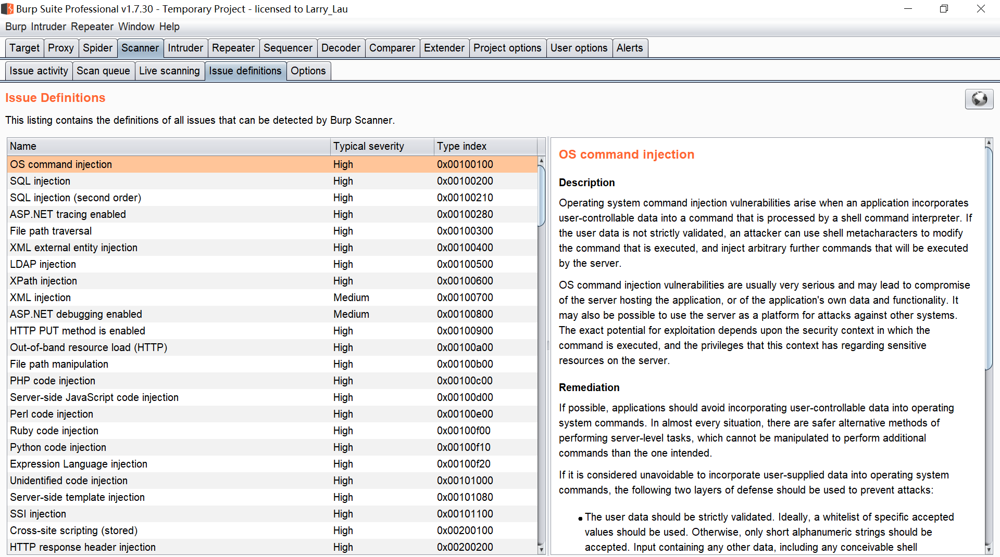 Burp Suite Professional v1.7.30 - Temporary Project - licensed to Larry_Lau
Burp Intruder Repeater Window Help
Target Proxy Spider Scanner Intruder Repeater Sequencer Decoder Comparer Extender Project options User options Alerts
Issue activity Scan queue Live scanning Issue definitions Options
Issue Definitions
This listing contains the definitions of all issues that can be detected by Burp Scanner.
Name Typical severity Type index
OS command injection High 0x00100100
SQL injection High 0x00100200
SQL injection (second order) High 0x00100210
ASP.NET tracing enabled High 0x00100280
File path traversal High 0x00100300
XML external entity injection High 0x00100400
LDAP injection High 0x00100500
XPath injection High 0x00100600
XML injection Medium 0x00100700
ASP.NET debugging enabled Medium 0x00100800
HTTP PUT method is enabled High 0x00100900
Out-of-band resource load (HTTP) High 0x00100a00
File path manipulation High 0x00100b00
PHP code injection High 0x00100c00
Server-side JavaScript code injection High 0x00100d00
Perl code injection High 0x00100e00
Ruby code injection High 0x00100f00
Python code injection High 0x00100f10
Expression Language injection High 0x00100f20
Unidentified code injection High 0x00101000
Server-side template injection High 0x00101080
SSI injection High 0x00101100
Cross-site scripting (stored) High 0x00200100
HTTP response header injection High 0x00200200
OS command injection
Description
Operating system command injection vulnerabilities arise when an application incorporates
user-controllable data into a command that is processed by a shell command interpreter. If
the user data is not strictly validated, an attacker can use shell metacharacters to modify
the command that is executed, and inject arbitrary further commands that will be executed
by the server.
OS command injection vulnerabilities are usually very serious and may lead to compromise
of the server hosting the application, or of the application's own data and functionality. It
may also be possible to use the server as a platform for attacks against other systems.
The exact potential for exploitation depends upon the security context in which the
command is executed, and the privileges that this context has regarding sensitive
resources on the server.
Remediation
If possible, applications should avoid incorporating user-controllable data into operating
system commands. In almost every situation, there are safer alternative methods of
performing server-level tasks, which cannot be manipulated to perform additional
commands than the one intended.
If it is considered unavoidable to incorporate user-supplied data into operating system
commands, the following two layers of defense should be used to prevent attacks:
● The user data should be strictly validated. Ideally, a whitelist of specific accepted
values should be used. Otherwise, only short alphanumeric strings should be
accepted. Input containing any other data, including any conceivable shell